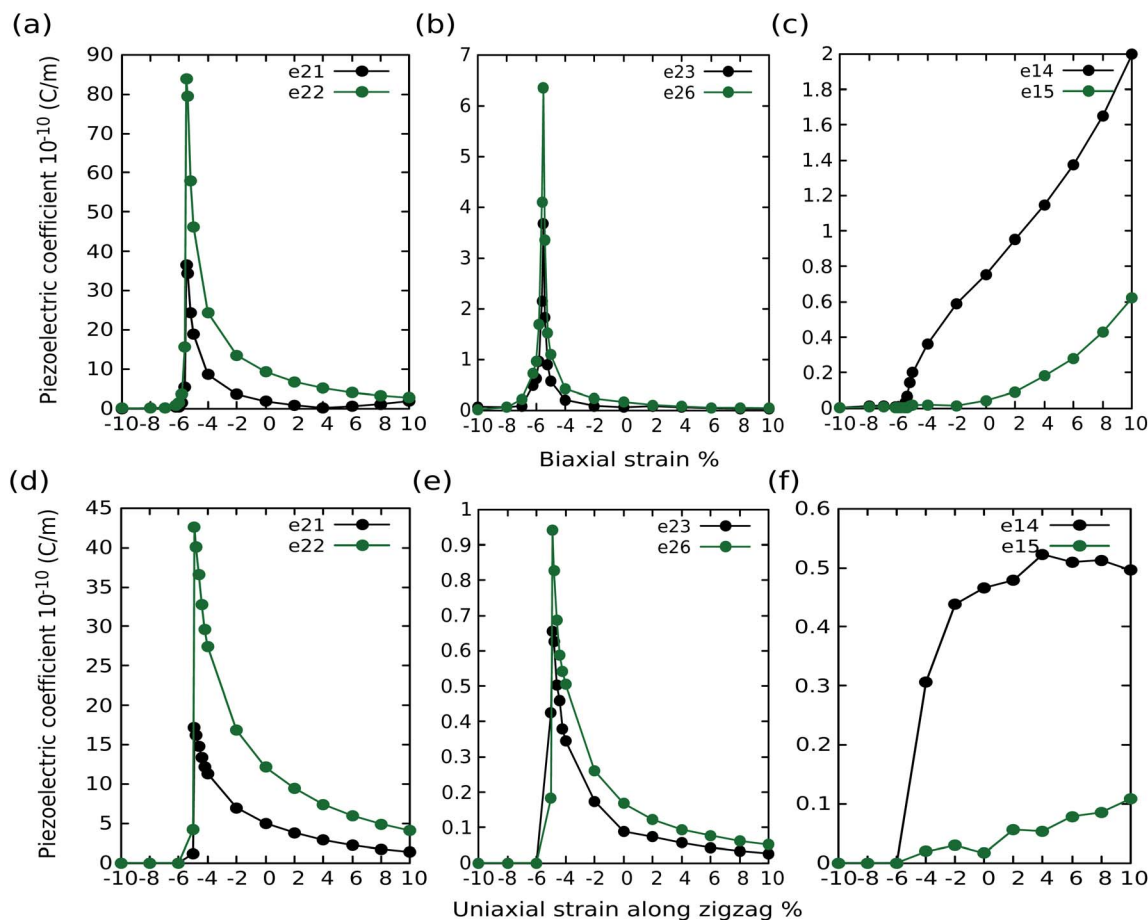 (a)
Piezoelectric coefficient 10⁻¹⁰ (C/m)
90
80
70
60
50
40
30
20
10
0
e21
e22
-10 -8 -6 -4 -2 0 2 4 6 8 10
(b)
7
6
5
4
3
2
1
0
e23
e26
-10 -8 -6 -4 -2 0 2 4 6 8 10
(c)
2
1.8
1.6
1.4
1.2
1
0.8
0.6
0.4
0.2
0
e14
e15
-10 -8 -6 -4 -2 0 2 4 6 8 10
Biaxial strain %
(d)
Piezoelectric coefficient 10⁻¹⁰ (C/m)
45
40
35
30
25
20
15
10
5
0
e21
e22
-10 -8 -6 -4 -2 0 2 4 6 8 10
(e)
1
0.9
0.8
0.7
0.6
0.5
0.4
0.3
0.2
0.1
0
e23
e26
-10 -8 -6 -4 -2 0 2 4 6 8 10
(f)
0.6
0.5
0.4
0.3
0.2
0.1
0
e14
e15
-10 -8 -6 -4 -2 0 2 4 6 8 10
Uniaxial strain along zigzag %